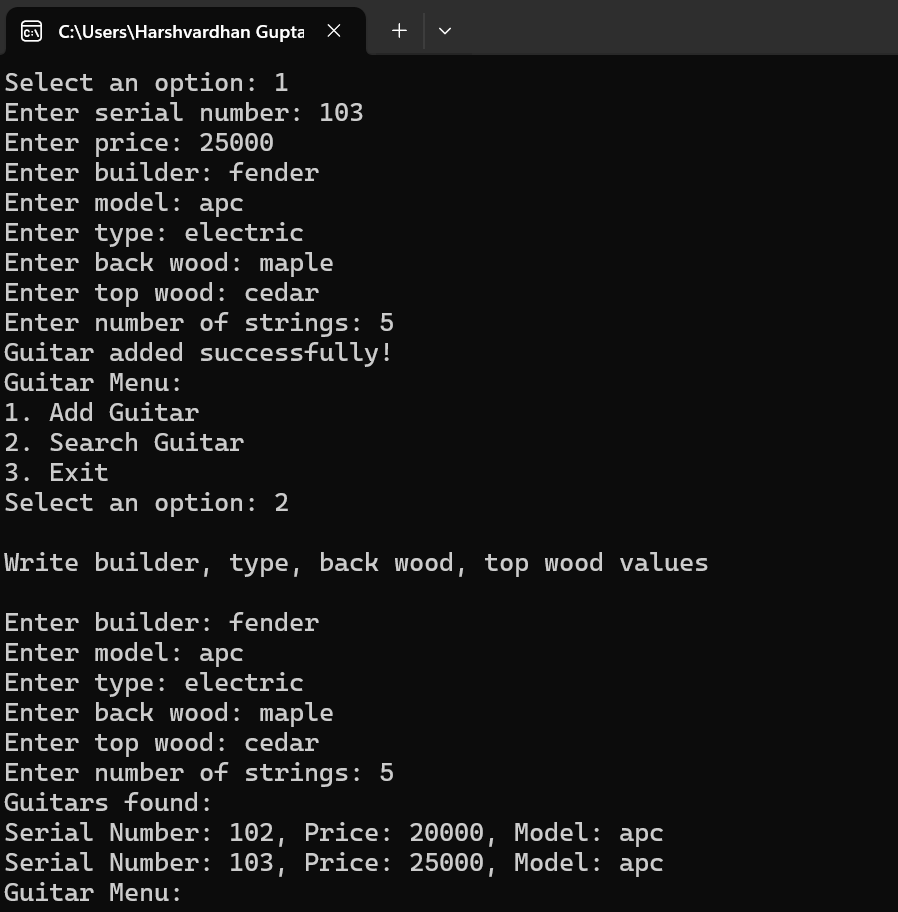 C:\Users\Harshvardhan Gupta
Select an option: 1
Enter serial number: 103
Enter price: 25000
Enter builder: fender
Enter model: apc
Enter type: electric
Enter back wood: maple
Enter top wood: cedar
Enter number of strings: 5
Guitar added successfully!
Guitar Menu:
1. Add Guitar
2. Search Guitar
3. Exit
Select an option: 2
Write builder, type, back wood, top wood values
Enter builder: fender
Enter model: apc
Enter type: electric
Enter back wood: maple
Enter top wood: cedar
Enter number of strings: 5
Guitars found:
Serial Number: 102, Price: 20000, Model: apc
Serial Number: 103, Price: 25000, Model: apc
Guitar Menu: